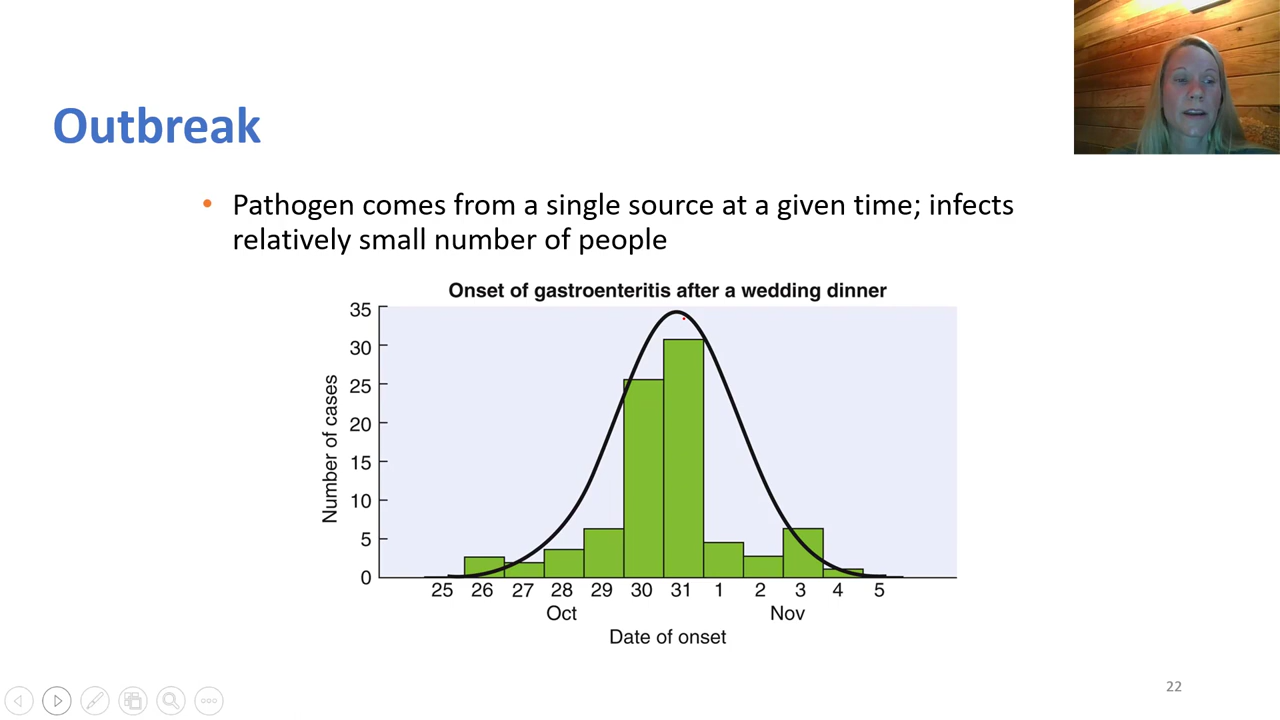 Outbreak
• Pathogen comes from a single source at a given time; infects
relatively small number of people
Onset of gastroenteritis after a wedding dinner
35
30
25
20
15
10
5
0
Number of cases
25 26 27 28 29 30 31 1 2 3 4 5
Oct Nov
Date of onset
22